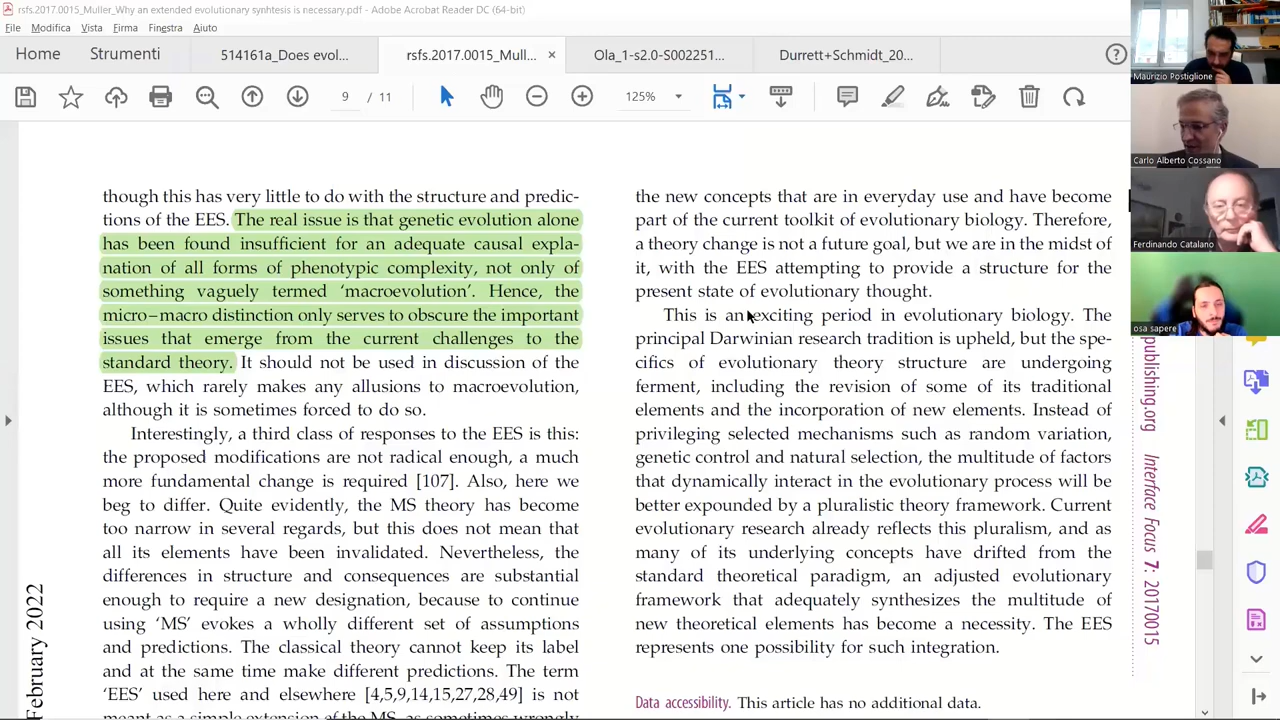 rsfs.2017.0015_Muller_Why an extended evolutionary synhtesis is necessary.pdf - Adobe Acrobat Reader DC (64-bit)
File Modifica Vista Firma Finestra Aiuto
Home Strumenti 514161a_Does evol... rsfs.2017.0015_Mull... × Ola_1-s2.0-S002251... Durrett+Schmidt_20...
9 / 11 125%
though this has very little to do with the structure and predic-
tions of the EES. The real issue is that genetic evolution alone
has been found insufficient for an adequate causal expla-
nation of all forms of phenotypic complexity, not only of
something vaguely termed ‘macroevolution’. Hence, the
micro–macro distinction only serves to obscure the important
issues that emerge from the current challenges to the
standard theory. It should not be used in discussion of the
EES, which rarely makes any allusions to macroevolution,
although it is sometimes forced to do so.
Interestingly, a third class of responses to the EES is this:
the proposed modifications are not radical enough, a much
more fundamental change is required [107]. Also, here we
beg to differ. Quite evidently, the MS theory has become
too narrow in several regards, but this does not mean that
all its elements have been invalidated. Nevertheless, the
differences in structure and consequences are substantial
enough to require a new designation, because to continue
using ‘MS’ evokes a wholly different set of assumptions
and predictions. The classical theory cannot keep its label
and at the same time make different predictions. The term
‘EES’ used here and elsewhere [4,5,9,14,15,27,28,49] is not
meant as a simple extension of the MS, as sometimes wrongly
the new concepts that are in everyday use and have become
part of the current toolkit of evolutionary biology. Therefore,
a theory change is not a future goal, but we are in the midst of
it, with the EES attempting to provide a structure for the
present state of evolutionary thought.
This is an exciting period in evolutionary biology. The
principal Darwinian research tradition is upheld, but the spe-
cifics of evolutionary theory structure are undergoing
ferment, including the revision of some of its traditional
elements and the incorporation of new elements. Instead of
privileging selected mechanisms such as random variation,
genetic control and natural selection, the multitude of factors
that dynamically interact in the evolutionary process will be
better expounded by a pluralistic theory framework. Current
evolutionary research already reflects this pluralism, and as
many of its underlying concepts have drifted from the
standard theoretical paradigm, an adjusted evolutionary
framework that adequately synthesizes the multitude of
new theoretical elements has become a necessity. The EES
represents one possibility for such integration.
Data accessibility. This article has no additional data.
February 2022
publishing.org Interface Focus 7: 20170015
Maurizio Postiglione
Carlo Alberto Cossano
Ferdinando Catalano
osa sapere